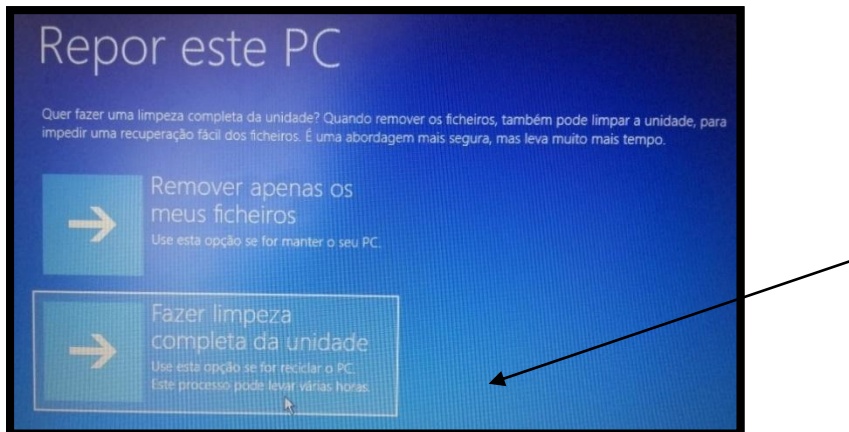 Repor este PC
Quer fazer uma limpeza completa da unidade? Quando remover os ficheiros, também pode limpar a unidade, para
impedir uma recuperação fácil dos ficheiros. É uma abordagem mais segura, mas leva muito mais tempo.
Remover apenas os
meus ficheiros
Use esta opção se for manter o seu PC.
Fazer limpeza
completa da unidade
Use esta opção se for reciclar o PC.
Este processo pode levar várias horas.